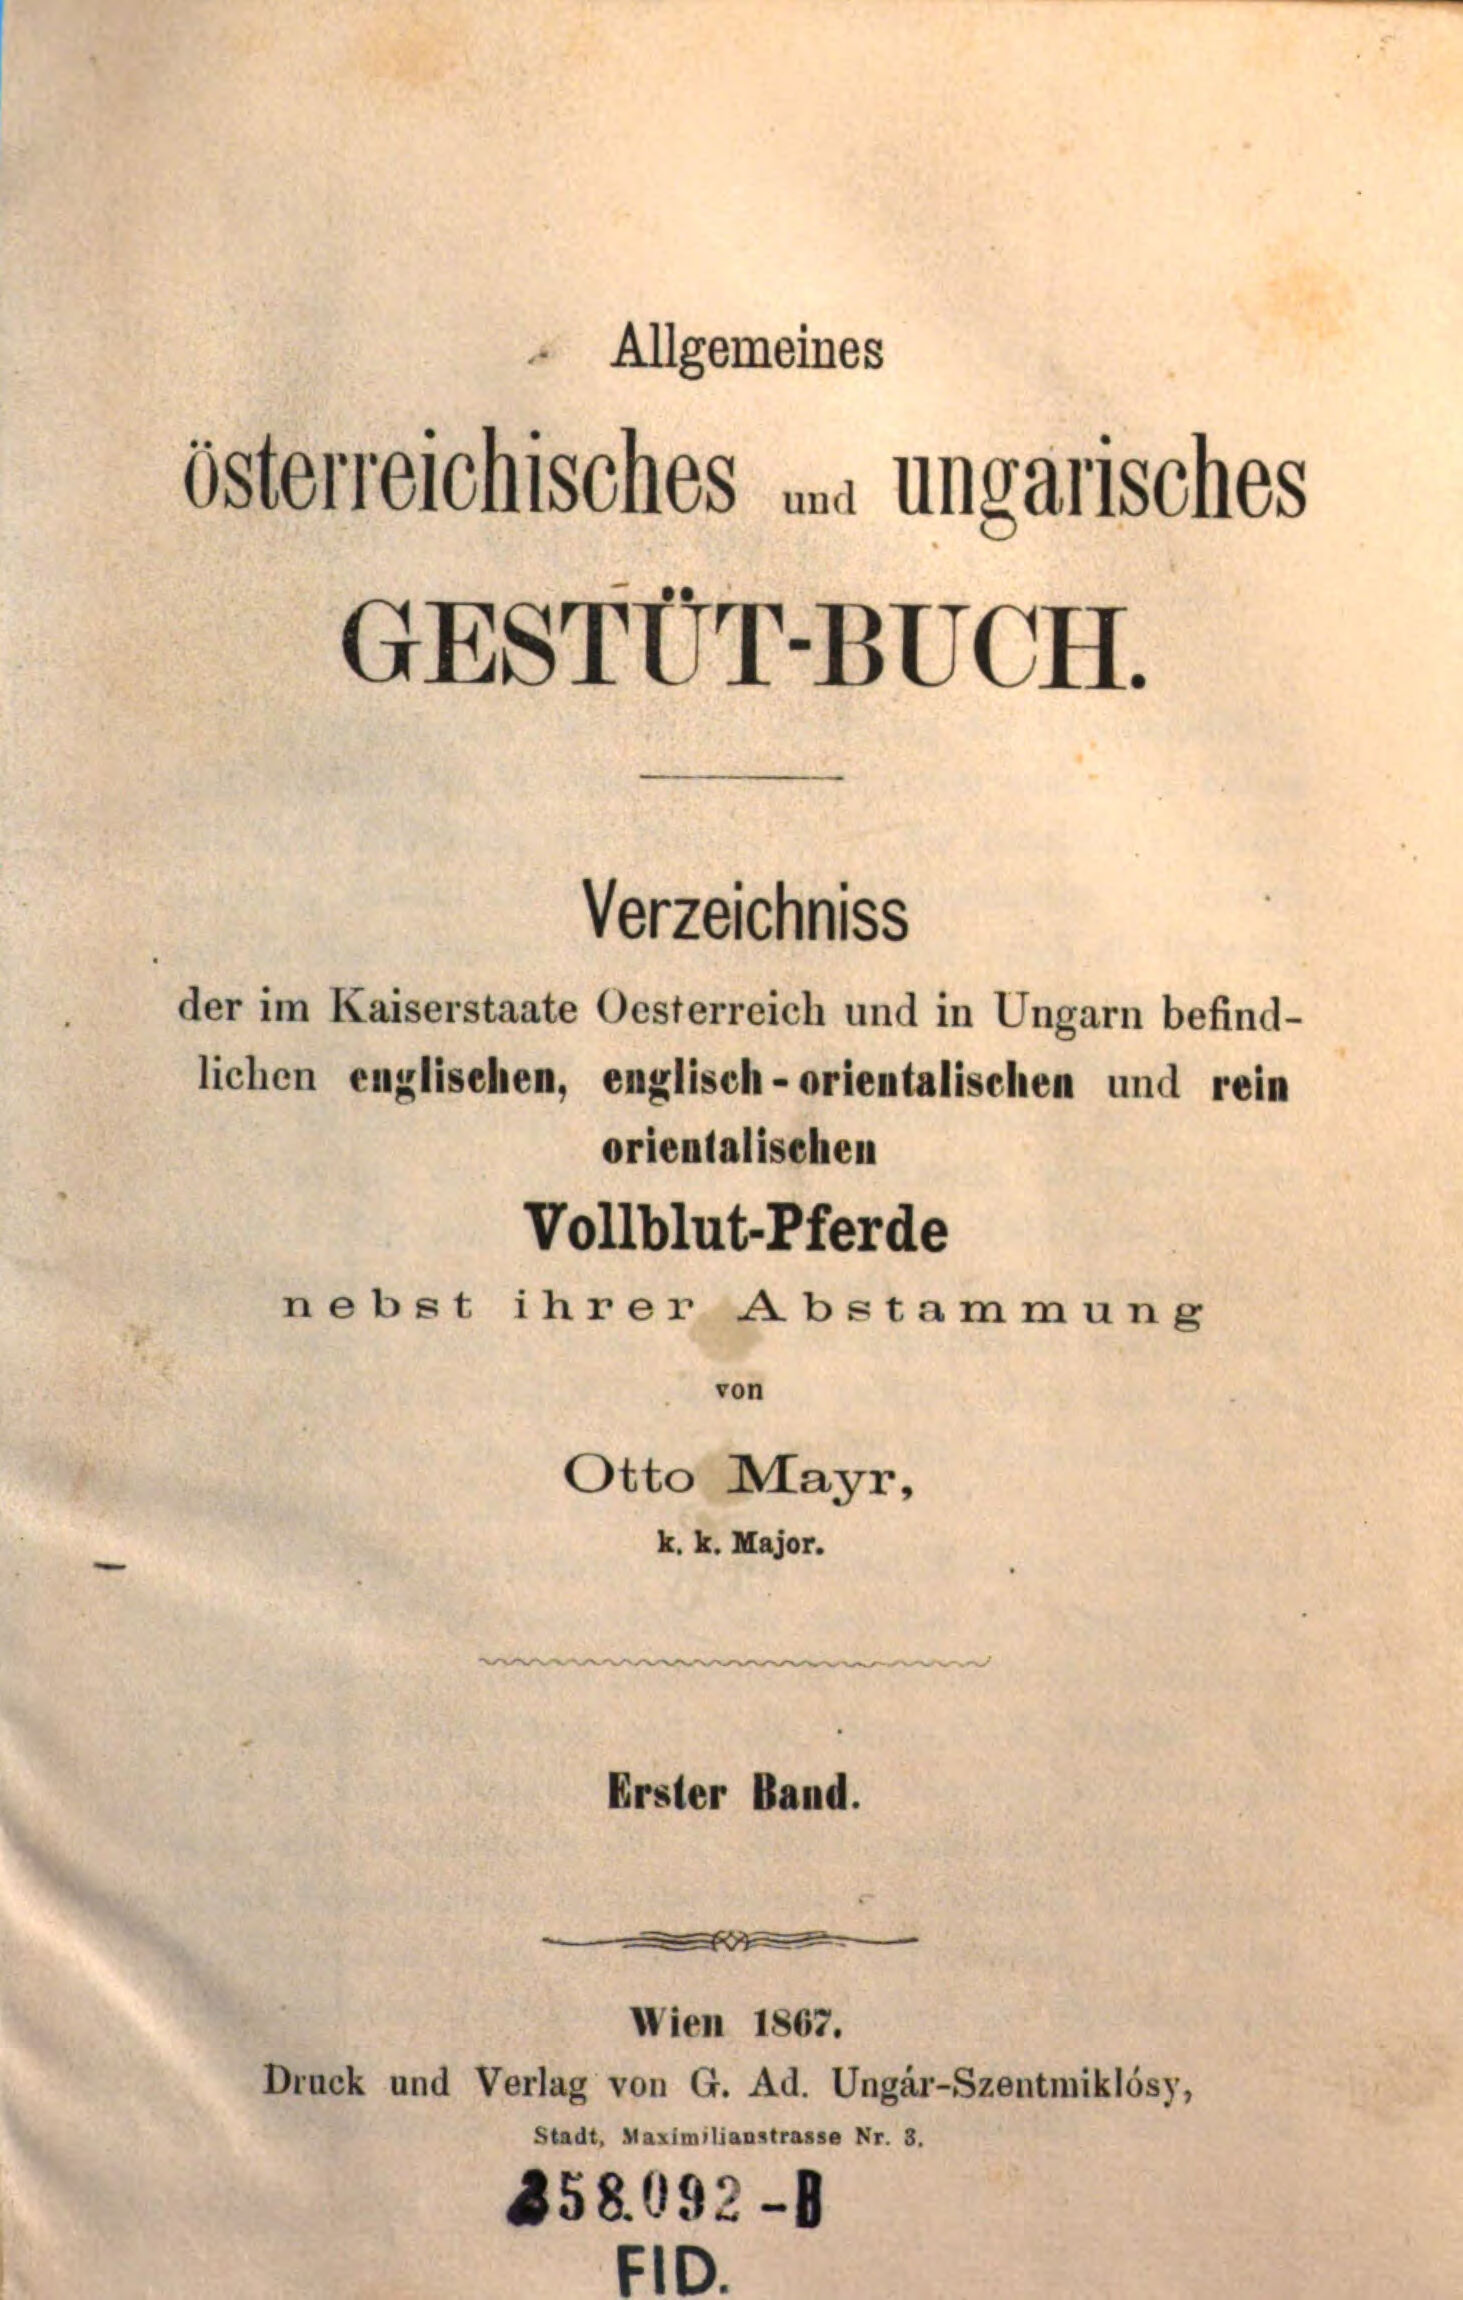 Allgemeines
österreichisches und ungarisches
GESTÜT-BUCH.
Verzeichniss
der im Kaiserstaate Oesterreich und in Ungarn befind-
lichen englischen, englisch-orientalischen und rein
orientalischen
Vollblut-Pferde
nebst ihrer Abstammung
von
Otto Mayr,
k. k. Major.
Erster Band.
Wien 1867.
Druck und Verlag von G. Ad. Ungár-Szentmiklósy,
Stadt, Maximilianstrasse Nr. 3.
358.092-B
FID.